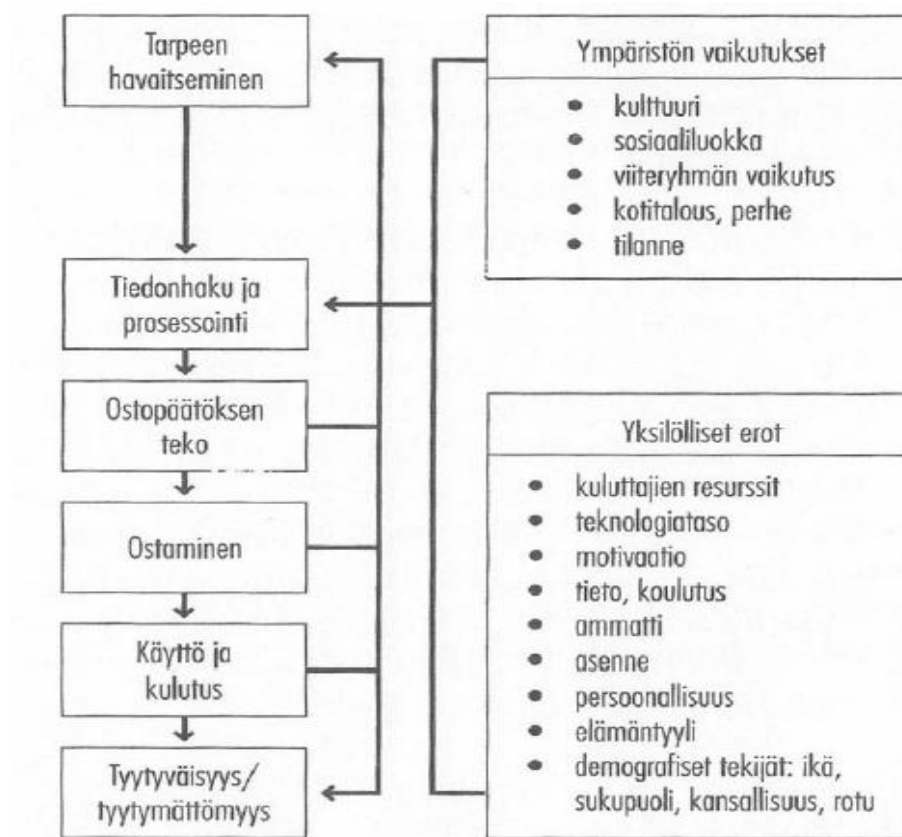 Tarpeen
havaitseminen
Tiedonhaku ja
prosessointi
Ostopäätöksen
teko
Ostaminen
Käyttö ja
kulutus
Tyytyväisyys/
tyytymättömyys
Ympäristön vaikutukset
• kulttuuri
• sosiaaliluokka
• viiteryhmän vaikutus
• kotitalous, perhe
• tilanne
Yksilölliset erot
• kuluttajien resurssit
• teknologiataso
• motivaatio
• tieto, koulutus
• ammatti
• asenne
• persoonallisuus
• elämäntyyli
• demografiset tekijät: ikä,
sukupuoli, kansallisuus, rotu